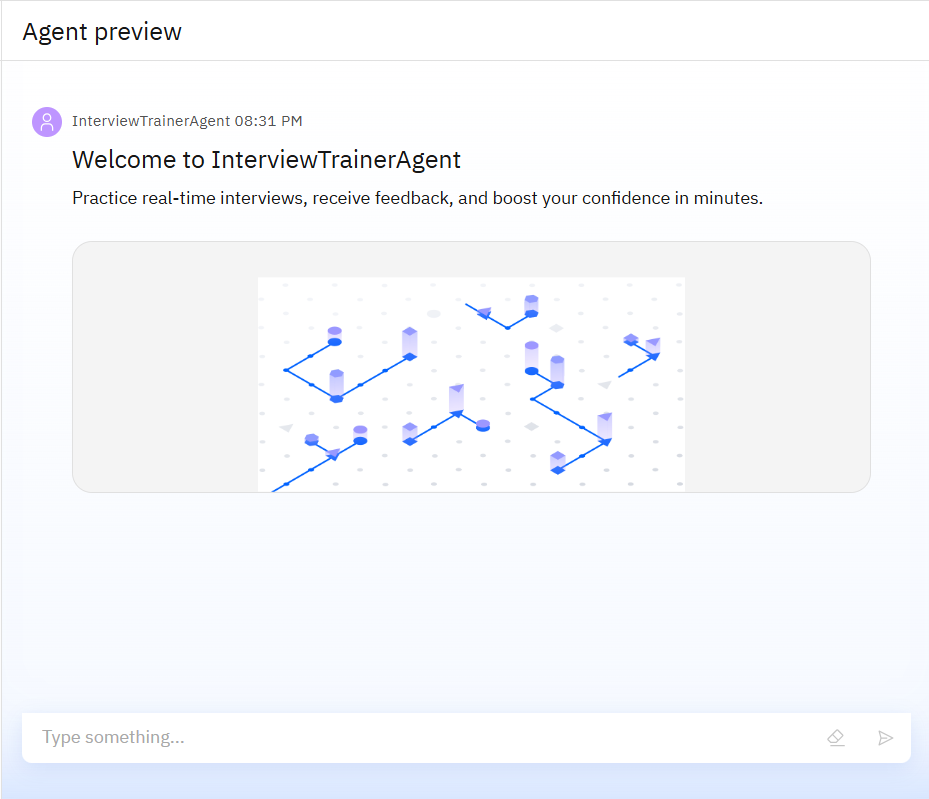 Agent preview
InterviewTrainerAgent 08:31 PM
Welcome to InterviewTrainerAgent
Practice real-time interviews, receive feedback, and boost your confidence in minutes.
Type something...